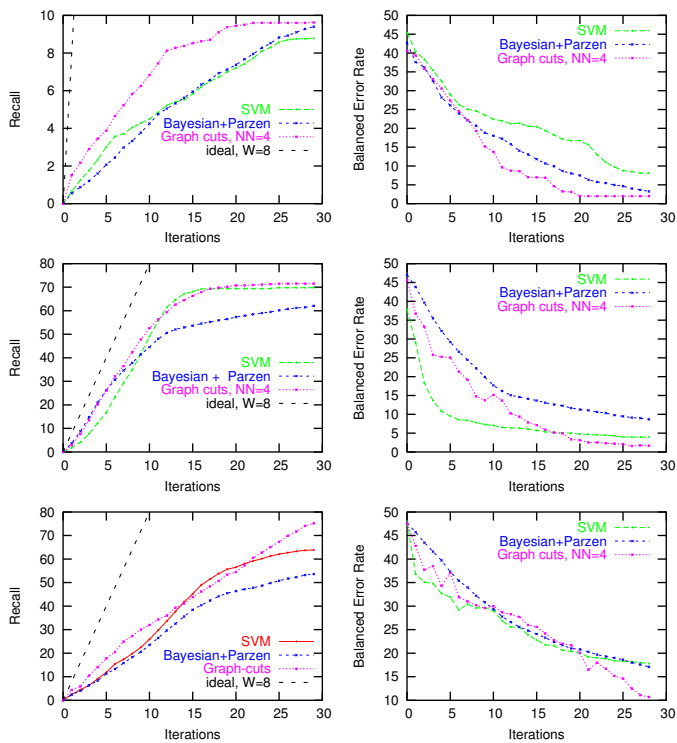 10
8
6
4
2
0
0 5 10 15 20 25 30
Recall
Iterations
SVM
Bayesian+Parzen
Graph cuts, NN=4
ideal, W=8
50
45
40
35
30
25
20
15
10
5
0
0 5 10 15 20 25 30
Balanced Error Rate
Iterations
SVM
Bayesian+Parzen
Graph cuts, NN=4
80
70
60
50
40
30
20
10
0
0 5 10 15 20 25 30
Recall
Iterations
SVM
Bayesian + Parzen
Graph cuts, NN=4
ideal, W=8
50
45
40
35
30
25
20
15
10
5
0
0 5 10 15 20 25 30
Balanced Error Rate
Iterations
SVM
Bayesian+Parzen
Graph cuts, NN=4
80
70
60
50
40
30
20
10
0
0 5 10 15 20 25 30
Recall
Iterations
SVM
Bayesian+Parzen
Graph-cuts
ideal, W=8
50
45
40
35
30
25
20
15
10
0 5 10 15 20 25 30
Balanced Error Rate
Iterations
SVM
Bayesian+Parzen
Graph cuts, NN=4